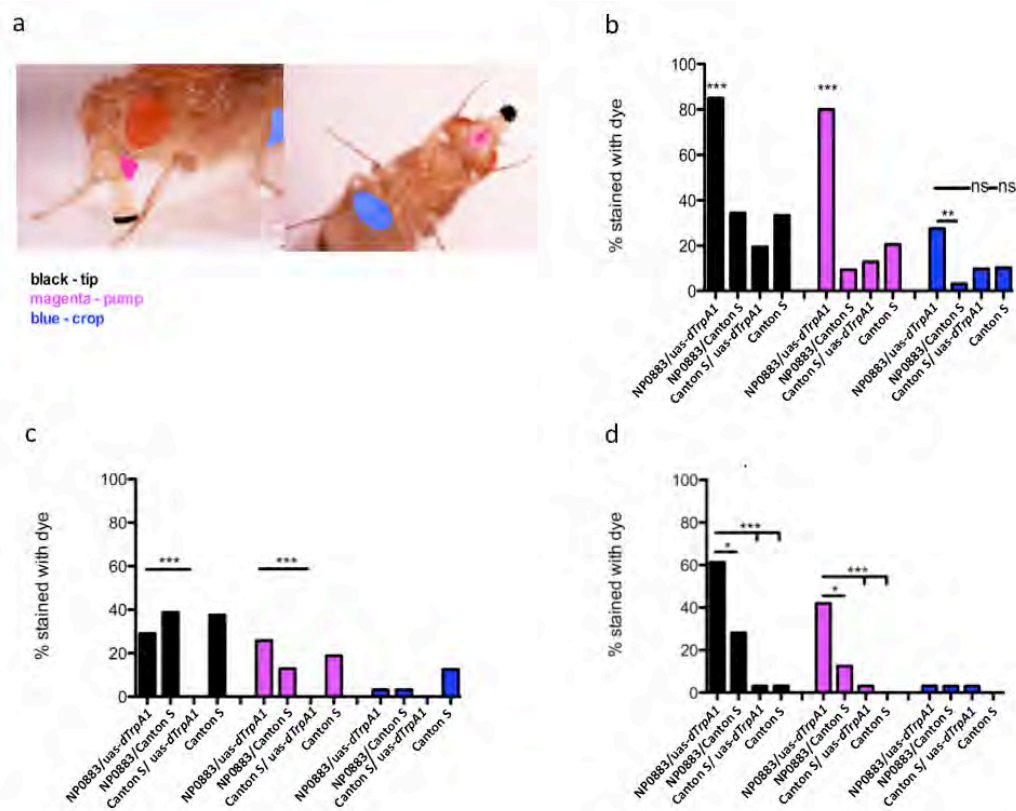 a
black - tip
magenta - pump
blue - crop
b
% stained with dye
100
80
60
40
20
0
***
***
ns ns
**
NP0883/uas-dTrpA1
NP0883/Canton S
Canton S/ uas-dTrpA1
Canton S
NP0883/uas-dTrpA1
NP0883/Canton S
Canton S/ uas-dTrpA1
Canton S
NP0883/uas-dTrpA1
NP0883/Canton S
Canton S/ uas-dTrpA1
Canton S
c
% stained with dye
100
80
60
40
20
0
***
***
NP0883/uas-dTrpA1
NP0883/Canton S
Canton S/ uas-dTrpA1
Canton S
NP0883/uas-dTrpA1
NP0883/Canton S
Canton S/ uas-dTrpA1
Canton S
NP0883/uas-dTrpA1
NP0883/Canton S
Canton S/ uas-dTrpA1
Canton S
d
% stained with dye
100
80
60
40
20
0
***
*
***
*
NP0883/uas-dTrpA1
NP0883/Canton S
Canton S/ uas-dTrpA1
Canton S
NP0883/uas-dTrpA1
NP0883/Canton S
Canton S/ uas-dTrpA1
Canton S
NP0883/uas-dTrpA1
NP0883/Canton S
Canton S/ uas-dTrpA1
Canton S